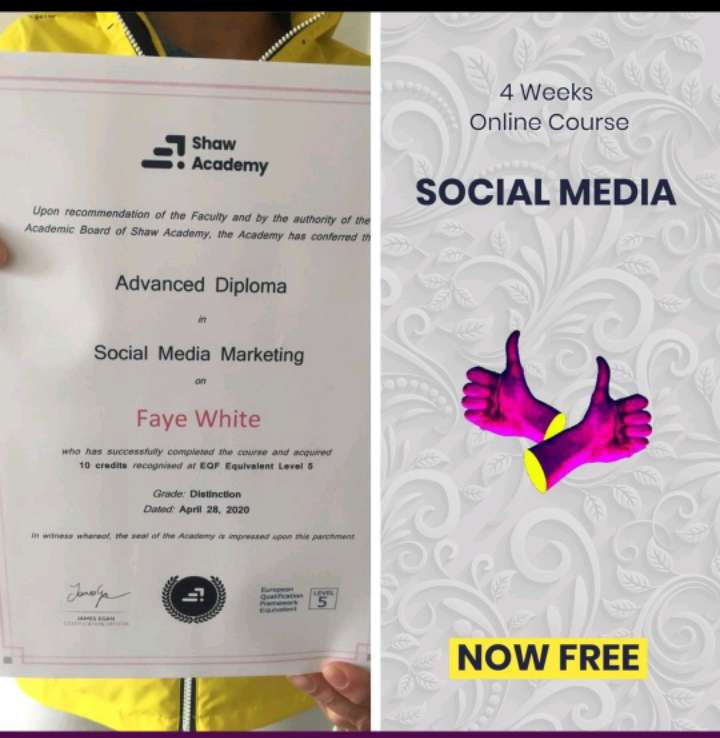 Shaw
Academy
Upon recommendation of the Faculty and by the authority of the
Academic Board of Shaw Academy, the Academy has conferred th
Advanced Diploma
in
Social Media Marketing
on
Faye White
who has successfully completed the course and acquired
10 credits recognised at EQF Equivalent Level 5
Grade: Distinction
Dated: April 28, 2020
In witness whereof, the seal of the Academy is impressed upon this parchment
JAMES EGAN
European
Qualification
Framework
Equivalent
LEVEL
5
4 Weeks
Online Course
SOCIAL MEDIA
NOW FREE